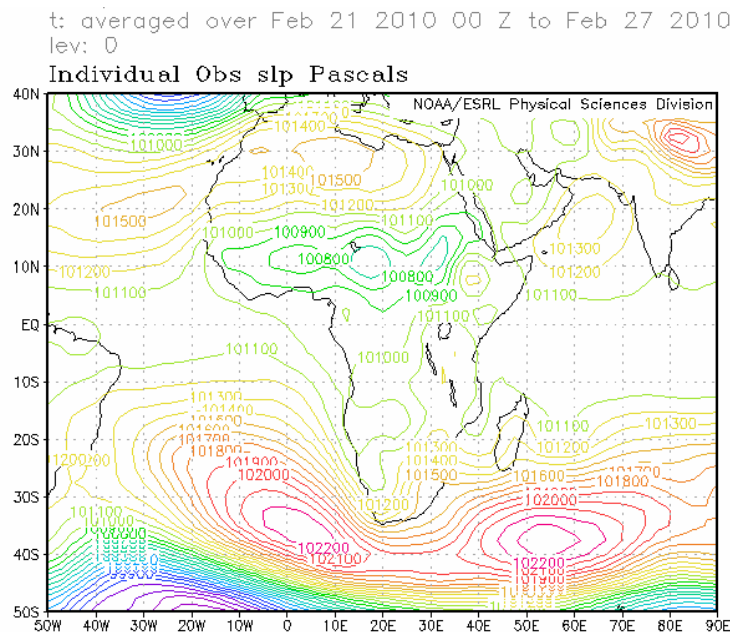 t: averaged over Feb 21 2010 00 Z to Feb 27 2010
lev: 0
Individual Obs slp Pascals
NOAA/ESRL Physical Sciences Division
40N
101000
101400
30N
101400
101500
101300
101000
20N
101500
101200
101100
101300
101000
100900
101200
100800
10N
101200
100800
101100
100900
101100
101100
EQ
101100
101000
10S
101300
101100
101300
101400
20S
101700
101300
101200
101800
101400
101900
101500
101600
101800
102000
102000
30S
101200
40S
102200
102100
102200
50S
50W
40W
30W
20W
10W
0
10E
20E
30E
40E
50E
60E
70E
80E
90E